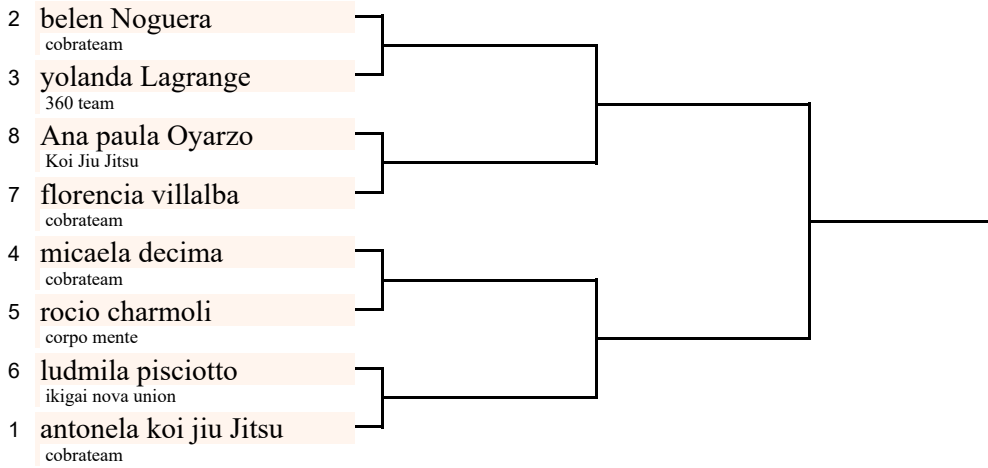 2 belen Noguera
cobrateam
3 yolanda Lagrange
360 team
8 Ana paula Oyarzo
Koi Jiu Jitsu
7 florencia villalba
cobrateam
4 micaela decima
cobrateam
5 rocio charmoli
corpo mente
6 ludmila pisciotto
ikigai nova union
1 antonela koi jiu Jitsu
cobrateam